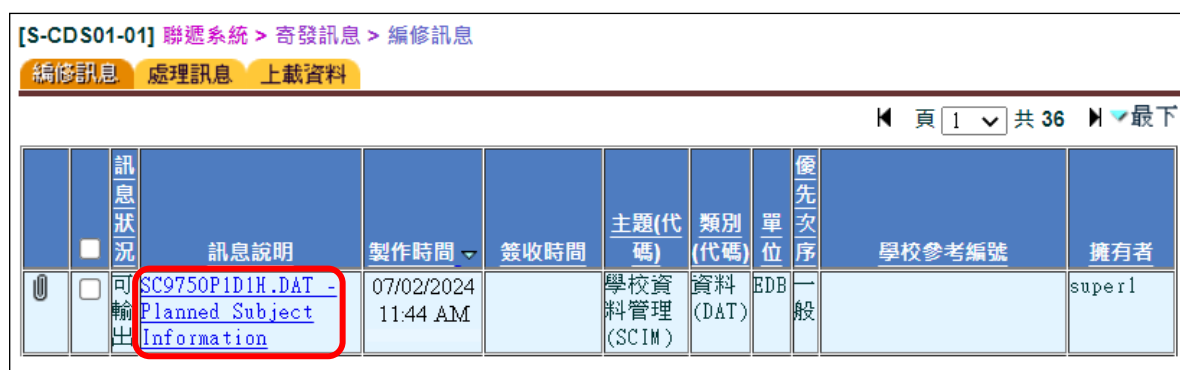 [S-CDS01-01] 聯遞系統 > 寄發訊息 > 編修訊息
編修訊息 處理訊息 上載資料
頁 1 共 36 最下
訊息狀況 訊息說明 製作時間 簽收時間 主題(代碼) 類別(代碼) 單位 優先次序 學校參考編號 擁有者
可輸出 SC9750P1D1H.DAT - Planned Subject Information 07/02/2024 11:44 AM 學校資料管理(SCIM) 資料(DAT) EDB 一般 super1